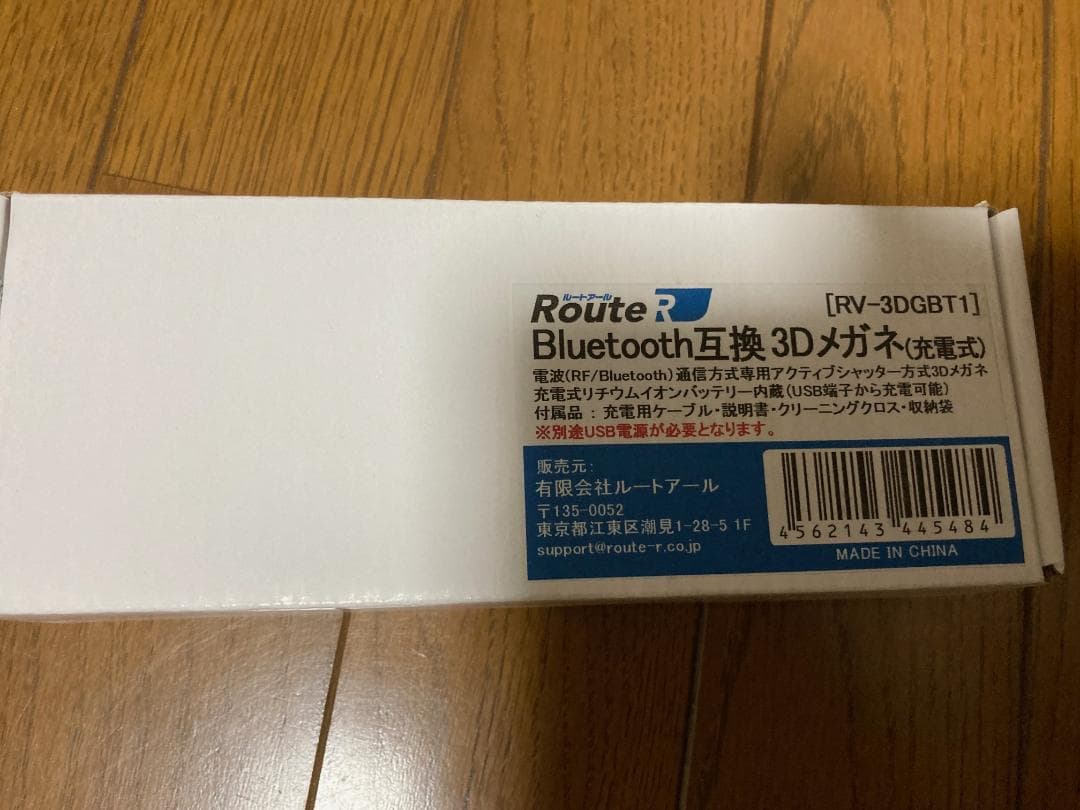 ルートアール
Route R
[RV-3DGBT1]
Bluetooth互換 3Dメガネ(充電式)
電波(RF/Bluetooth)通信方式専用アクティブシャッター方式3Dメガネ
充電式リチウムイオンバッテリー内蔵(USB端子から充電可能)
付属品 : 充電用ケーブル・説明書・クリーニングクロス・収納袋
※別途USB電源が必要となります。
販売元:
有限会社ルートアール
〒135-0052
東京都江東区潮見1-28-5 1F
support@route-r.co.jp
4562143 445484
MADE IN CHINA